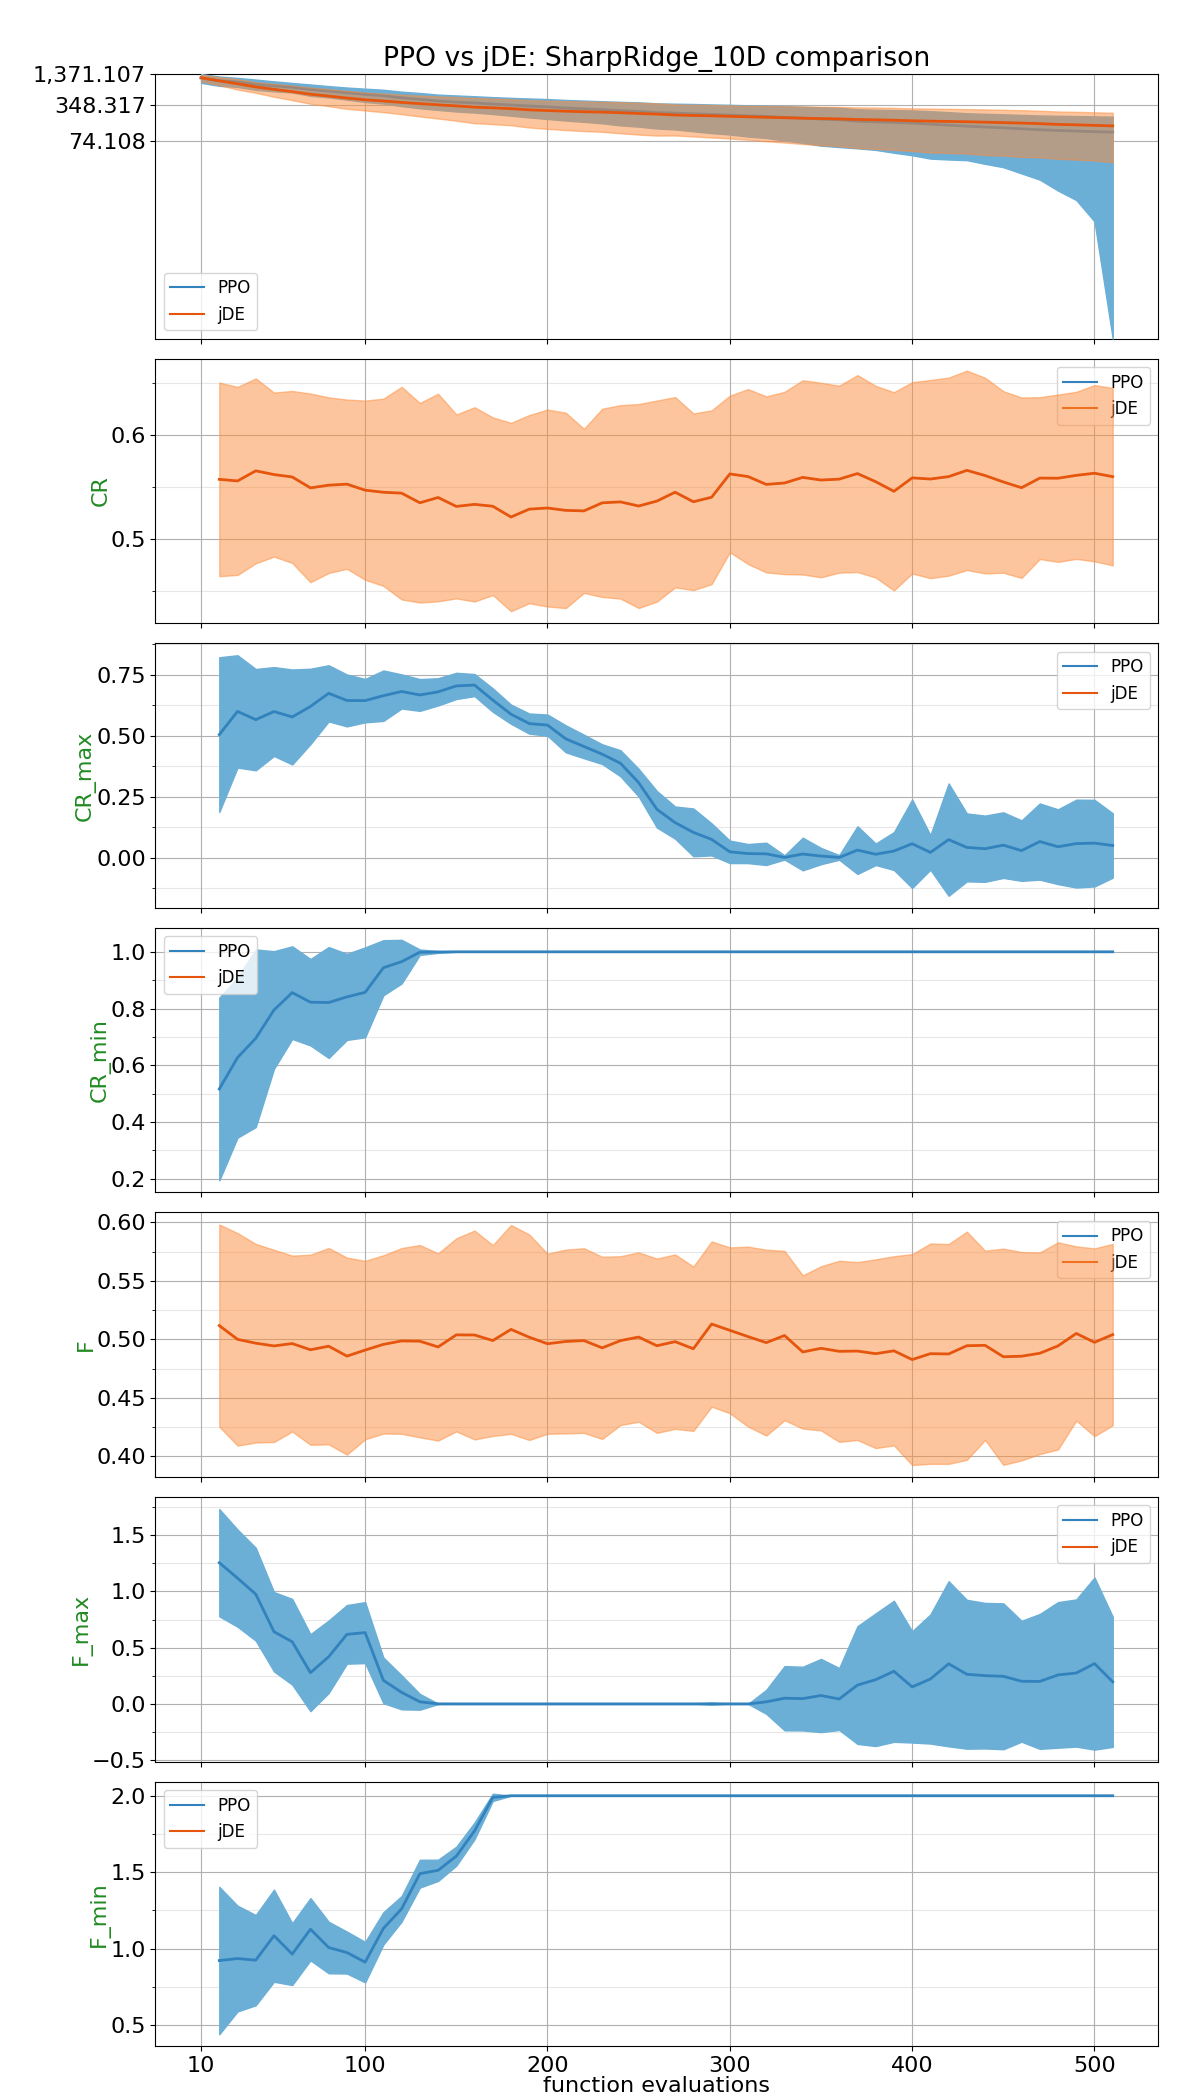 PPO vs jDE: SharpRidge_10D comparison
1,371.107
348.317
74.108
PPO
jDE
CR
0.6
0.5
PPO
jDE
CR_max
0.75
0.50
0.25
0.00
PPO
jDE
CR_min
1.0
0.8
0.6
0.4
0.2
PPO
jDE
F
0.60
0.55
0.50
0.45
0.40
PPO
jDE
F_max
1.5
1.0
0.5
0.0
−0.5
PPO
jDE
F_min
2.0
1.5
1.0
0.5
PPO
jDE
10 100 200 300 400 500
function evaluations